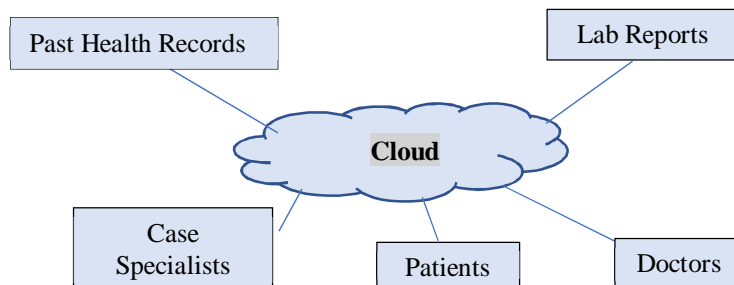 Past Health Records
Lab Reports
Cloud
Case
Specialists
Patients
Doctors